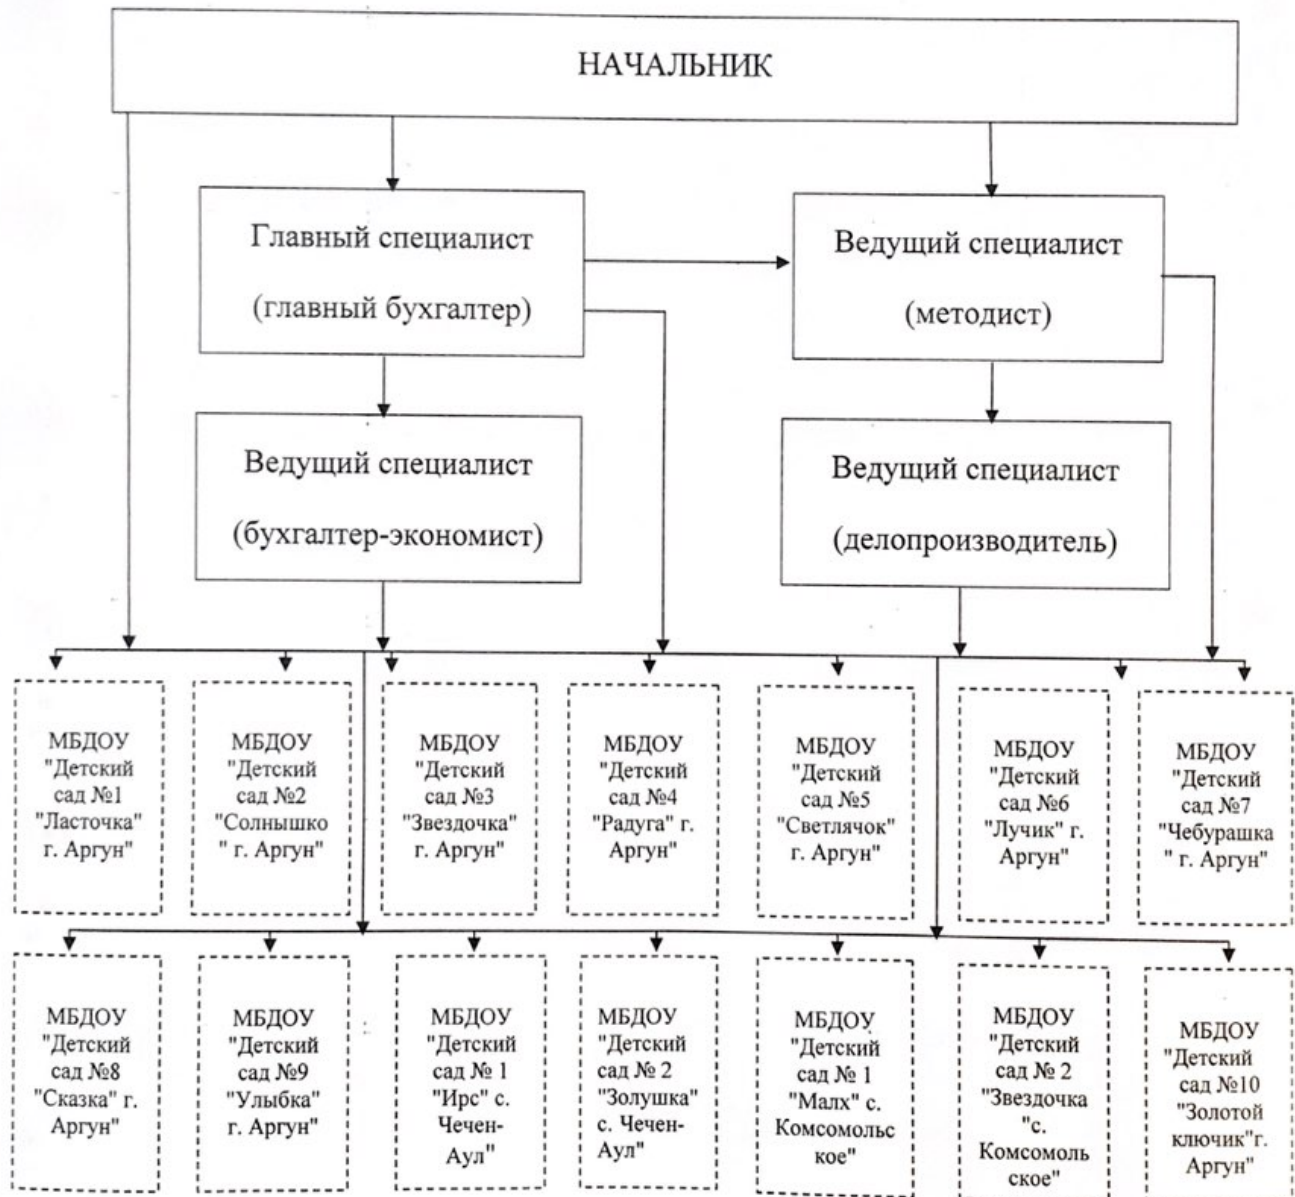 НАЧАЛЬНИК
Главный специалист
(главный бухгалтер)
Ведущий специалист
(методист)
Ведущий специалист
(бухгалтер-экономист)
Ведущий специалист
(делопроизводитель)
МБДОУ
"Детский
сад №1
"Ласточка"
г. Аргун"
МБДОУ
"Детский
сад №2
"Солнышко
" г. Аргун"
МБДОУ
"Детский
сад №3
"Звездочка"
г. Аргун"
МБДОУ
"Детский
сад №4
"Радуга" г.
Аргун"
МБДОУ
"Детский
сад №5
"Светлячок"
г. Аргун"
МБДОУ
"Детский
сад №6
"Лучик" г.
Аргун"
МБДОУ
"Детский
сад №7
"Чебурашка
" г. Аргун"
МБДОУ
"Детский
сад №8
"Сказка" г.
Аргун"
МБДОУ
"Детский
сад №9
"Улыбка"
г. Аргун"
МБДОУ
"Детский
сад № 1
"Ирс" с.
Чечен-
Аул"
МБДОУ
"Детский
сад № 2
"Золушка"
с. Чечен-
Аул"
МБДОУ
"Детский
сад № 1
"Малх" с.
Комсомольс
кое"
МБДОУ
"Детский
сад № 2
"Звездочка
"с.
Комсомоль
ское"
МБДОУ
"Детский
сад №10
"Золотой
ключик"г.
Аргун"